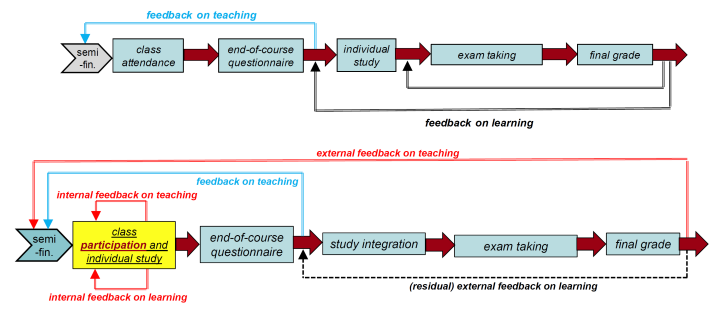 feedback on teaching
semi
-fin.
class
attendance
end-of-course
questionnaire
individual
study
exam taking
final grade
feedback on learning
external feedback on teaching
feedback on teaching
internal feedback on teaching
semi
-fin.
class
participation and
individual study
end-of-course
questionnaire
study integration
exam taking
final grade
internal feedback on learning
(residual) external feedback on learning